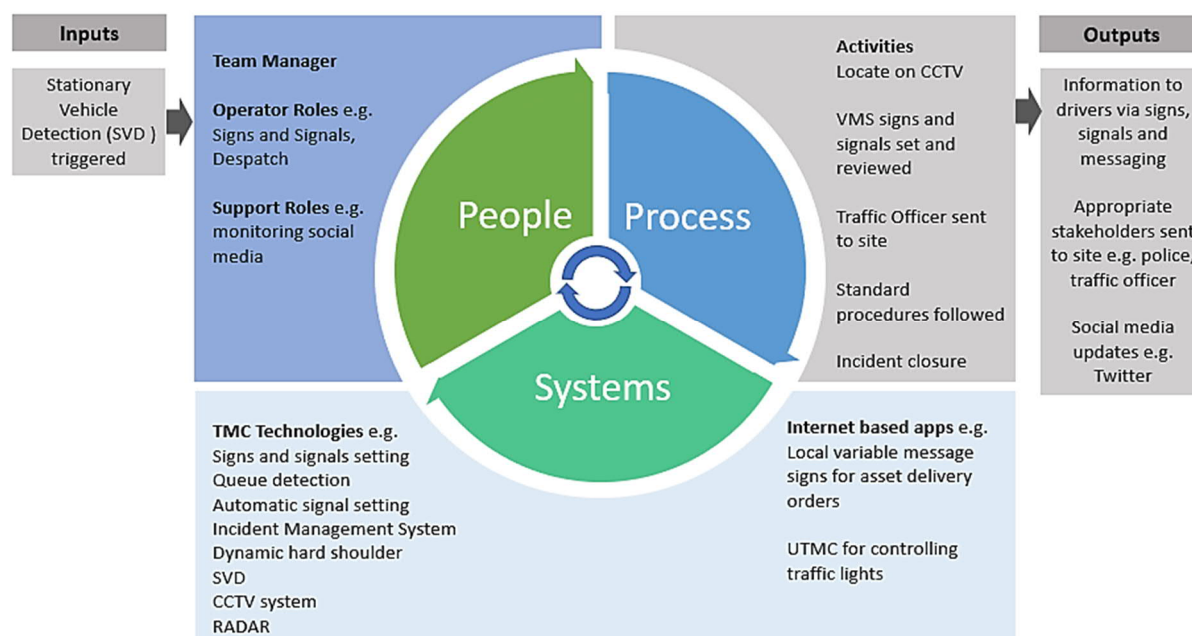 Inputs
Stationary
Vehicle
Detection (SVD )
triggered
Team Manager
Operator Roles e.g.
Signs and Signals,
Despatch
Support Roles e.g.
monitoring social
media
People
Process
Systems
Activities
Locate on CCTV
VMS signs and
signals set and
reviewed
Traffic Officer sent
to site
Standard
procedures followed
Incident closure
TMC Technologies e.g.
Signs and signals setting
Queue detection
Automatic signal setting
Incident Management System
Dynamic hard shoulder
SVD
CCTV system
RADAR
Internet based apps e.g.
Local variable message
signs for asset delivery
orders
UTMC for controlling
traffic lights
Outputs
Information to
drivers via signs,
signals and
messaging
Appropriate
stakeholders sent
to site e.g. police,
traffic officer
Social media
updates e.g.
Twitter